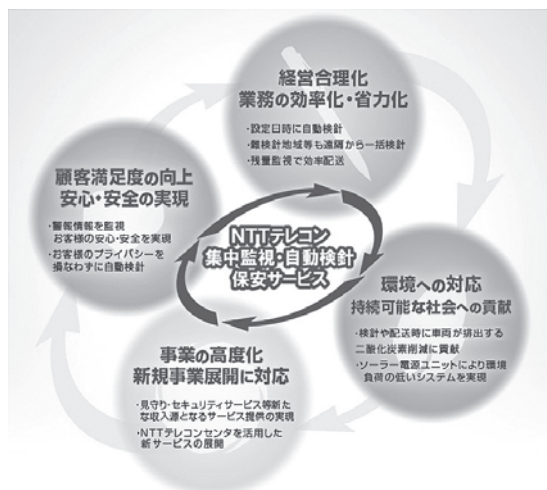 経営合理化
業務の効率化・省力化
・設定日時に自動検針
・難検針地域等も遠隔から一括検針
・残量監視で効率配送
顧客満足度の向上
安心・安全の実現
・警報情報を監視
お客様の安心・安全を実現
・お客様のプライバシーを
損なわずに自動検針
NTTテレコン
集中監視・自動検針
保安サービス
環境への対応
持続可能な社会への貢献
・検針や配送時に車両が排出する
二酸化炭素削減に貢献
・ソーラー電源ユニットにより環境
負荷の低いシステムを実現
事業の高度化
新規事業展開に対応
・見守り・セキュリティサービス等新た
な収入源となるサービス提供の実現
・NTTテレコンセンタを活用した
新サービスの展開